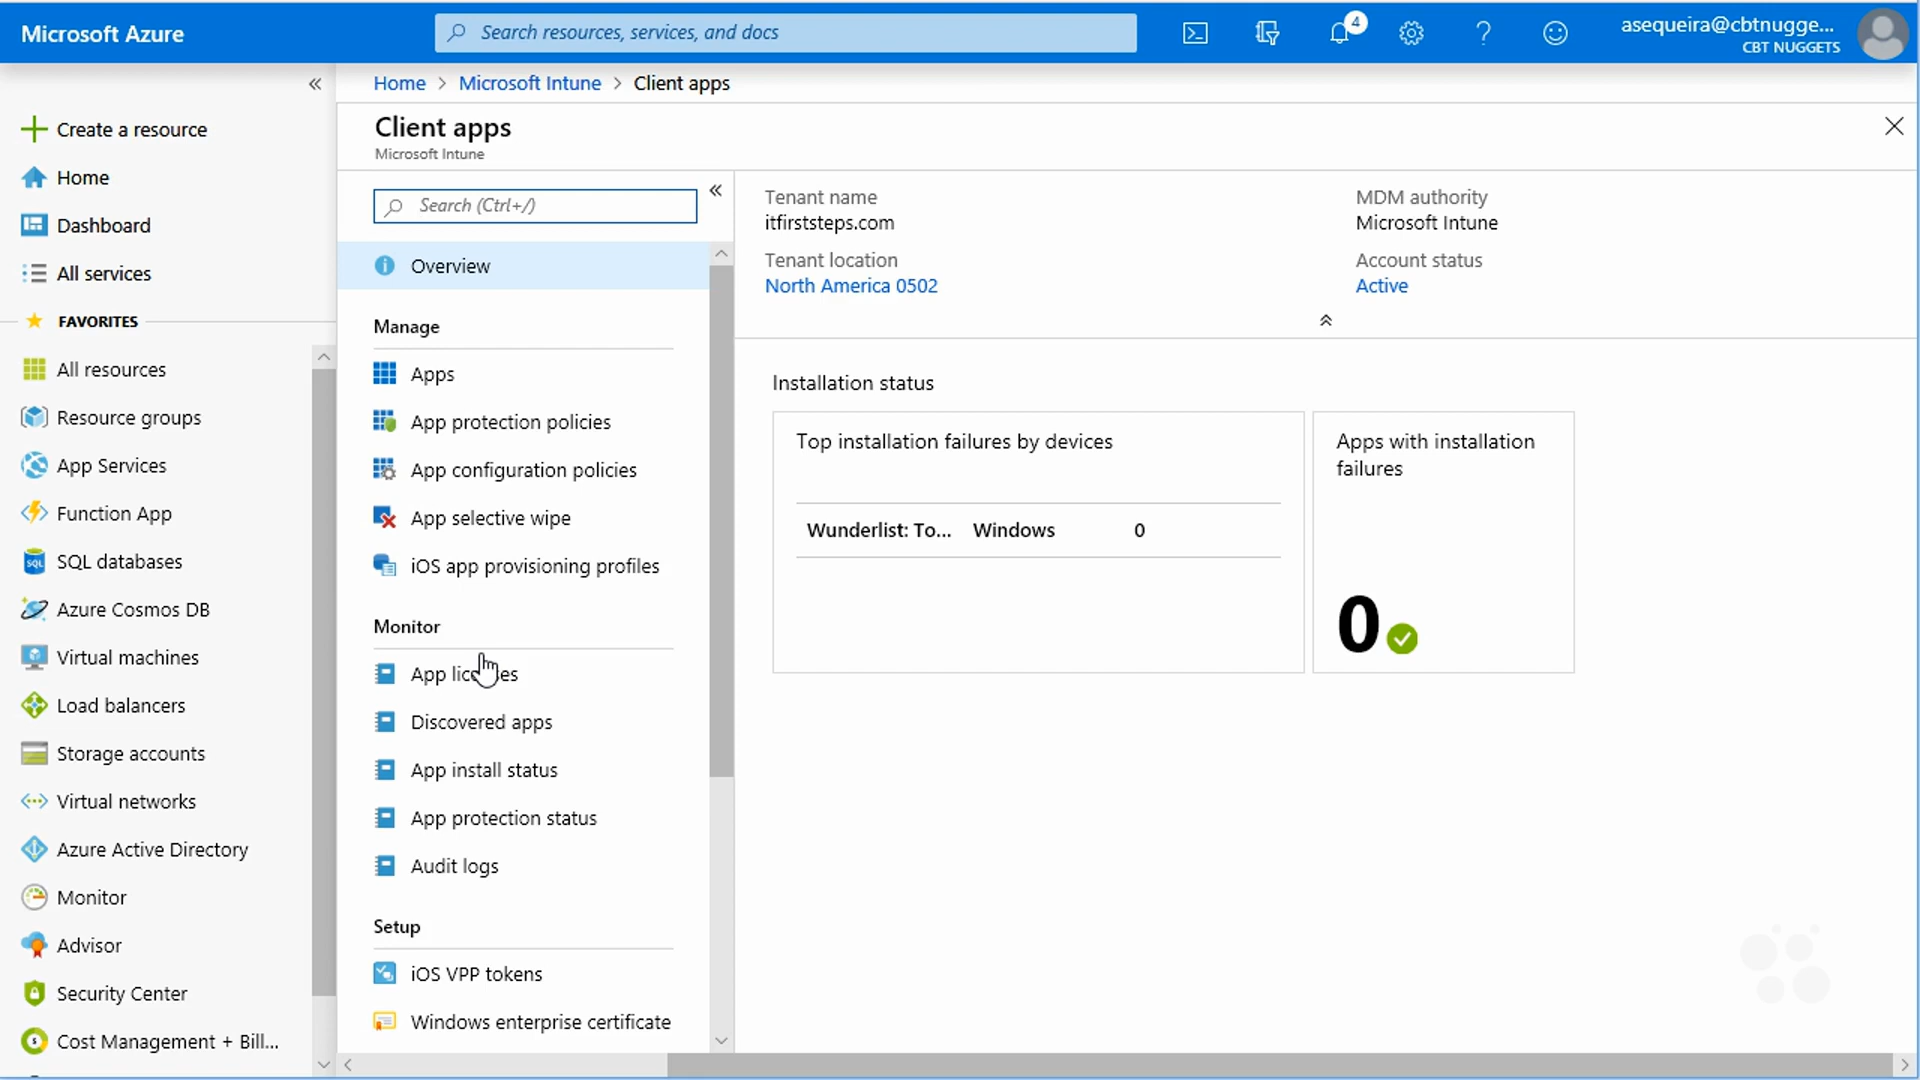 Microsoft Azure
Search resources, services, and docs
4
asequeira@cbtnugge...
CBT NUGGETS
Create a resource
Home
Dashboard
All services
FAVORITES
All resources
Resource groups
App Services
Function App
SQL databases
Azure Cosmos DB
Virtual machines
Load balancers
Storage accounts
Virtual networks
Azure Active Directory
Monitor
Advisor
Security Center
Cost Management + Bill...
Home > Microsoft Intune > Client apps
Client apps
Microsoft Intune
Search (Ctrl+/)
Overview
Manage
Apps
App protection policies
App configuration policies
App selective wipe
iOS app provisioning profiles
Monitor
App
Discovered apps
App install status
App protection status
Audit logs
Setup
iOS VPP tokens
Windows enterprise certificate
Tenant name
itfirststeps.com
Tenant location
North America 0502
MDM authority
Microsoft Intune
Account status
Active
Installation status
Top installation failures by devices
Wunderlist: To... Windows 0
Apps with installation
failures
0